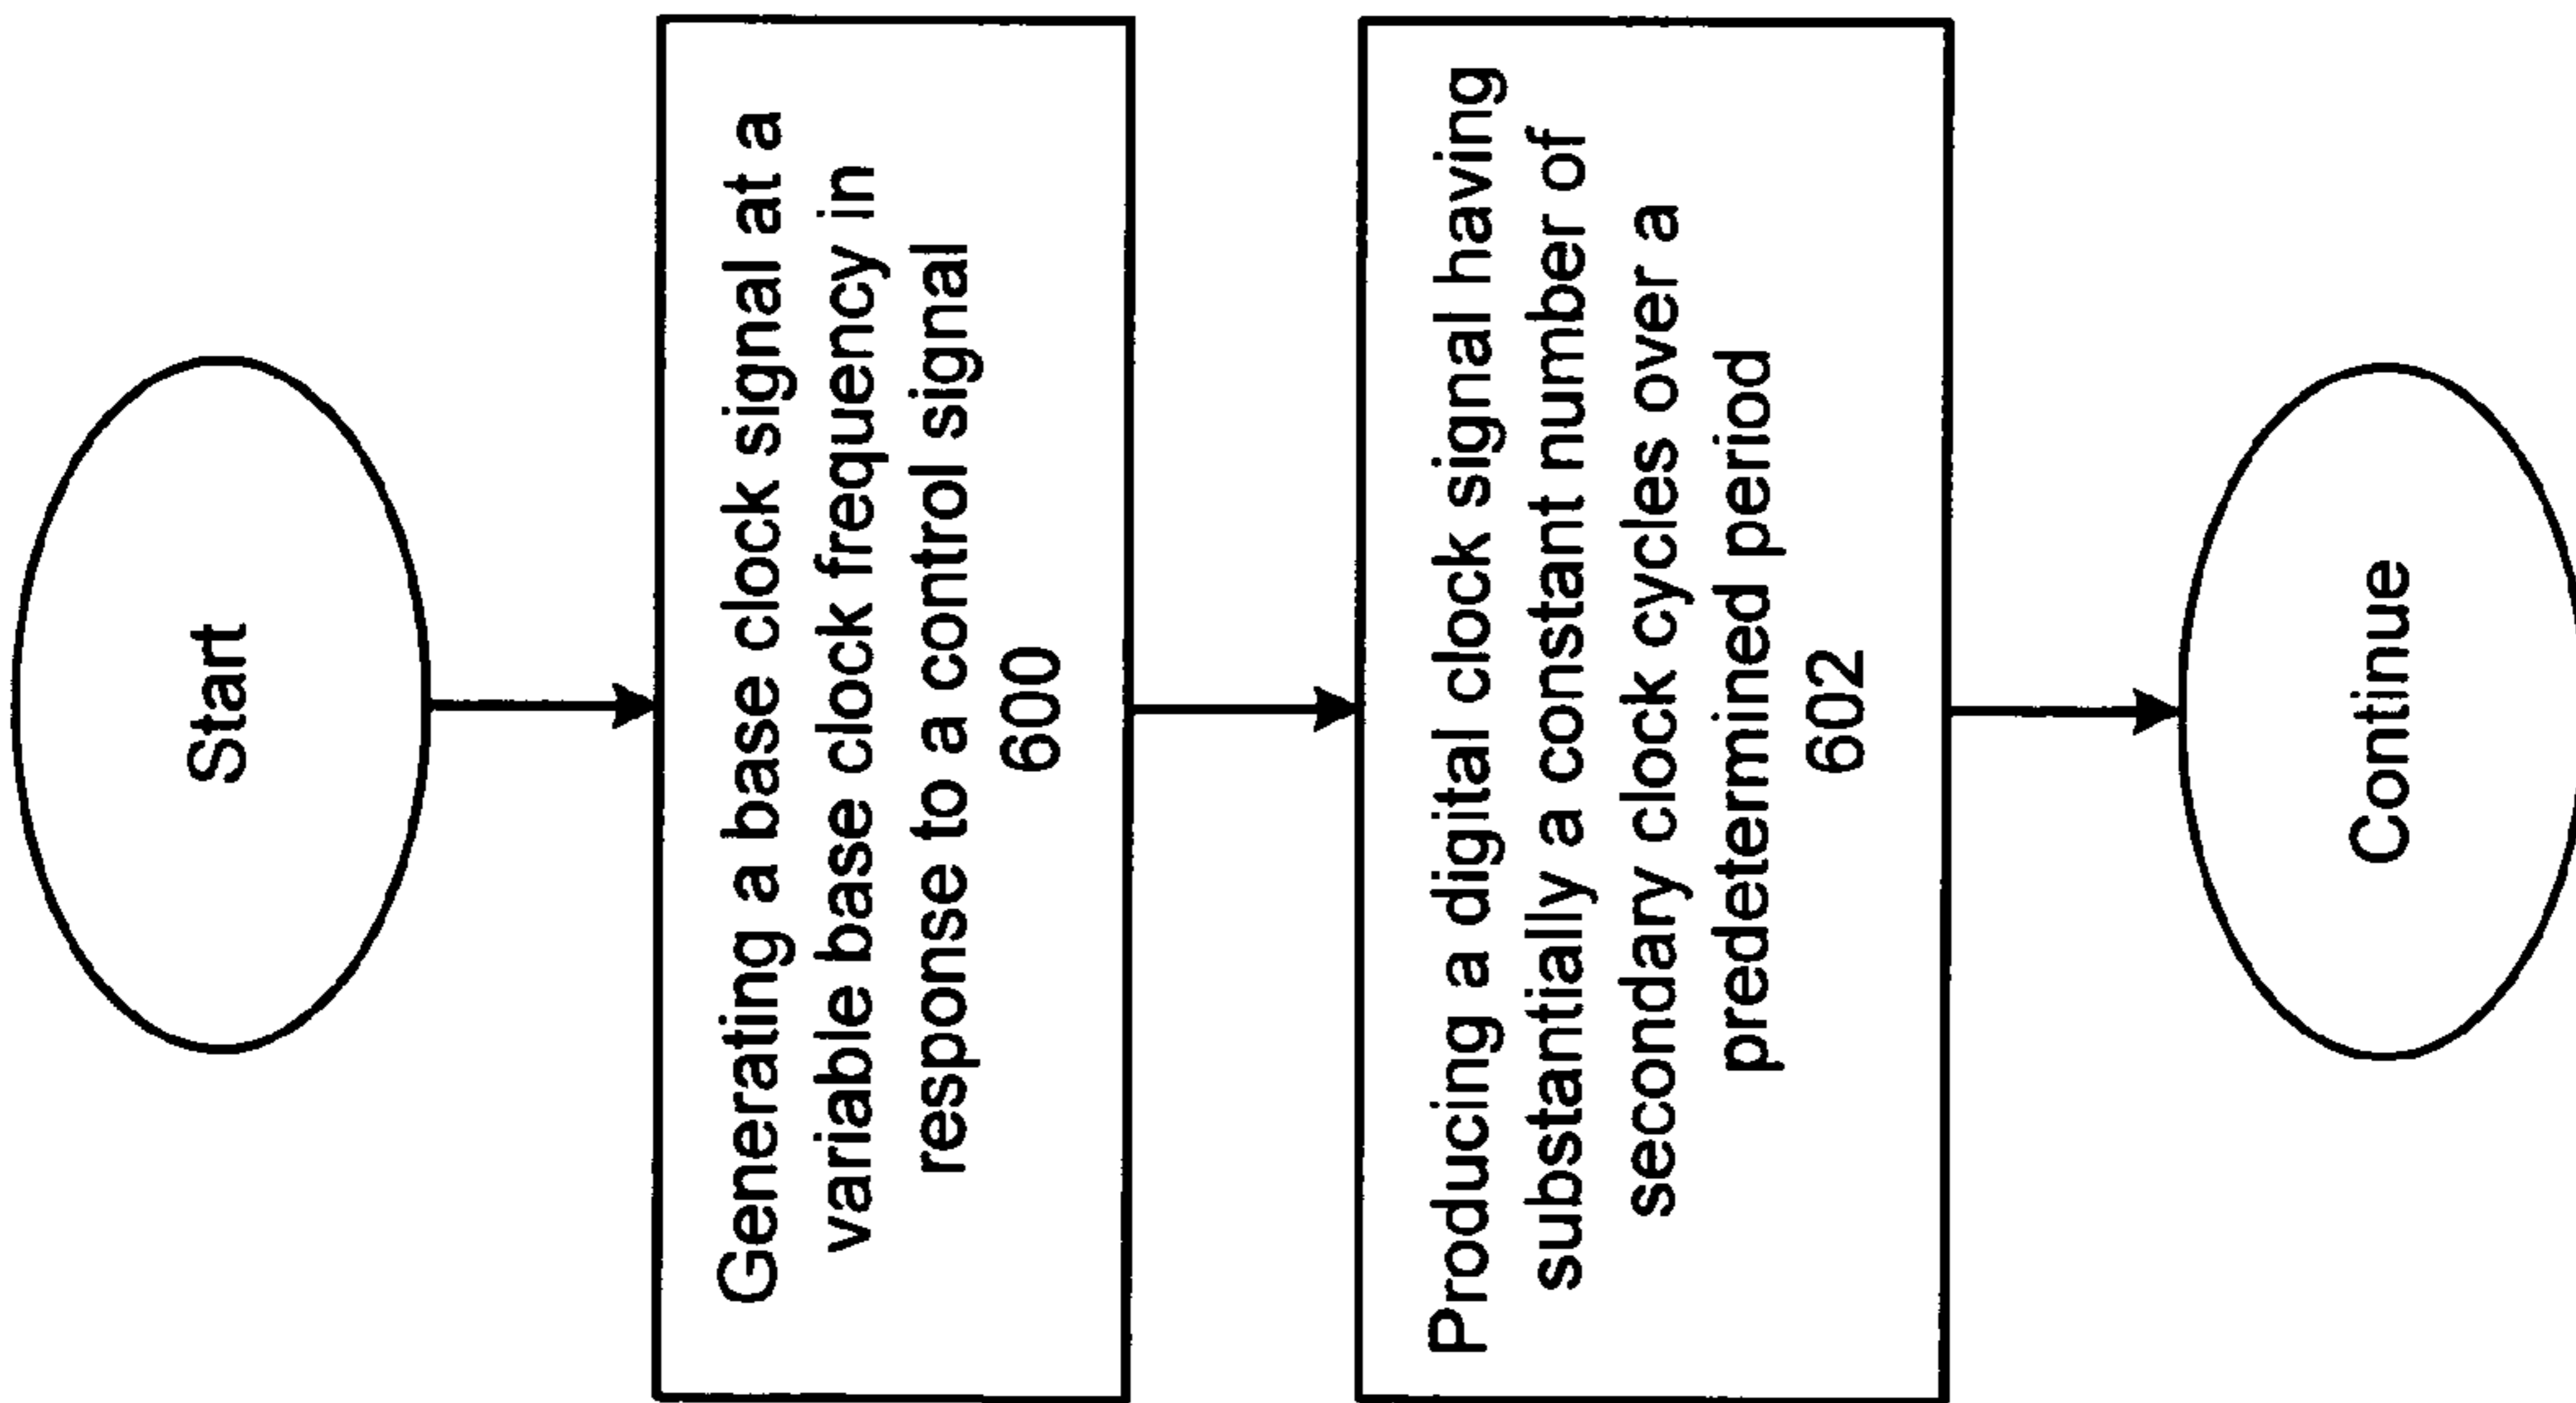 Start
Generating a base clock signal at a
variable base clock frequency in
response to a control signal
600
Producing a digital clock signal having
substantially a constant number of
secondary clock cycles over a
predetermined period
602
Continue